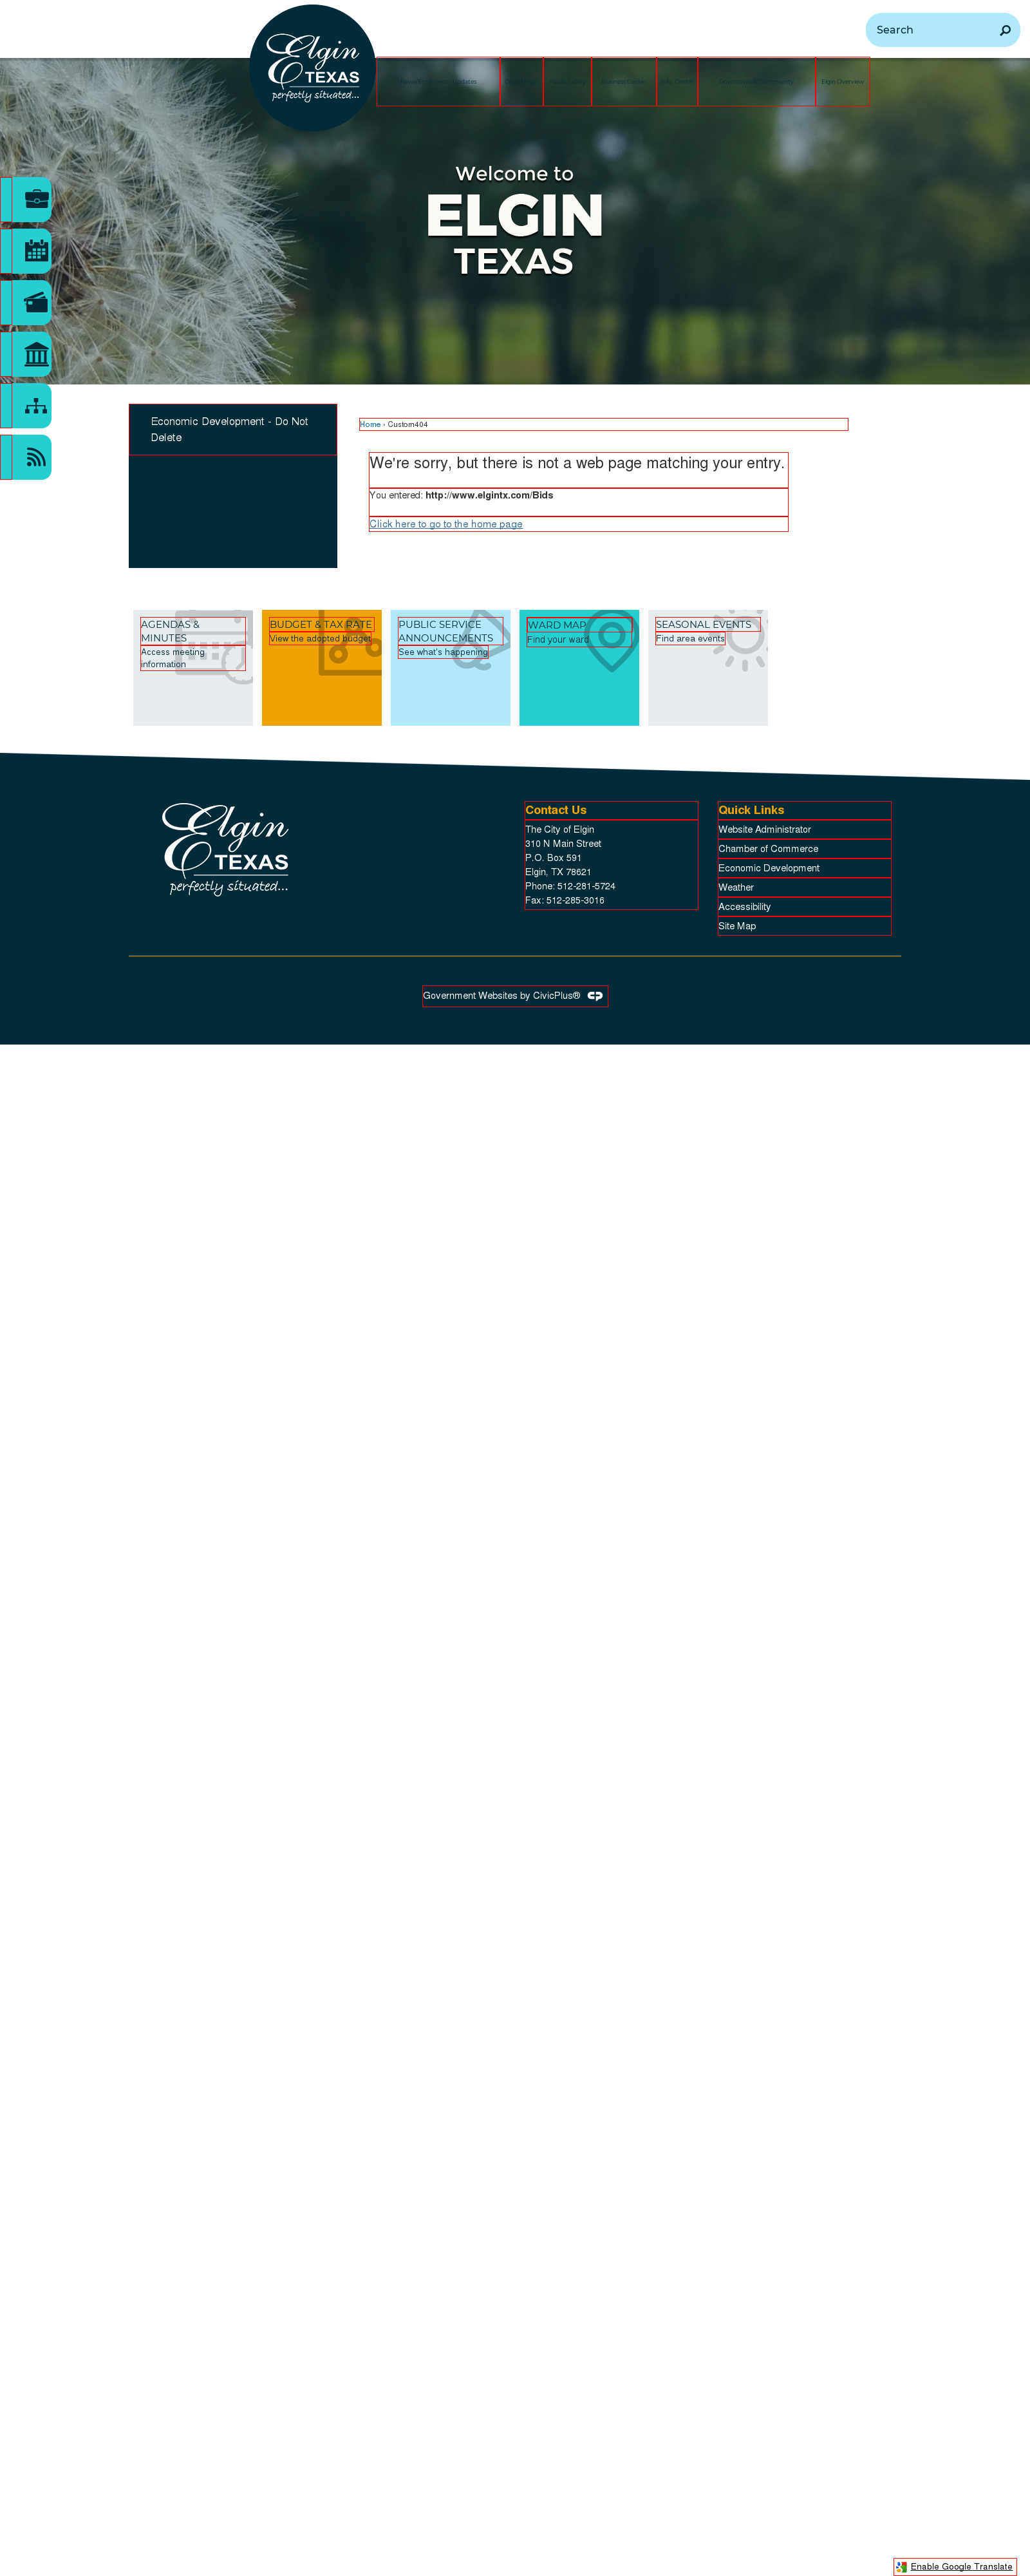 Elgin
TEXAS
perfectly situated...
Search
Elgin Overview
Welcome to
ELGIN
TEXAS
Economic Development - Do Not
Delete
Home › Custom404
We're sorry, but there is not a web page matching your entry.
You entered: http://www.elgintx.com/Bids
Click here to go to the home page
AGENDAS &
MINUTES
Access meeting
information
BUDGET & TAX RATE
View the adopted budget
PUBLIC SERVICE
ANNOUNCEMENTS
See what's happening
WARD MAP
Find your ward
SEASONAL EVENTS
Find area events
Elgin
TEXAS
perfectly situated...
Contact Us
The City of Elgin
310 N Main Street
P.O. Box 591
Elgin, TX 78621
Phone: 512-281-5724
Fax: 512-285-3016
Quick Links
Website Administrator
Chamber of Commerce
Economic Development
Weather
Accessibility
Site Map
Government Websites by CivicPlus®
Enable Google Translate